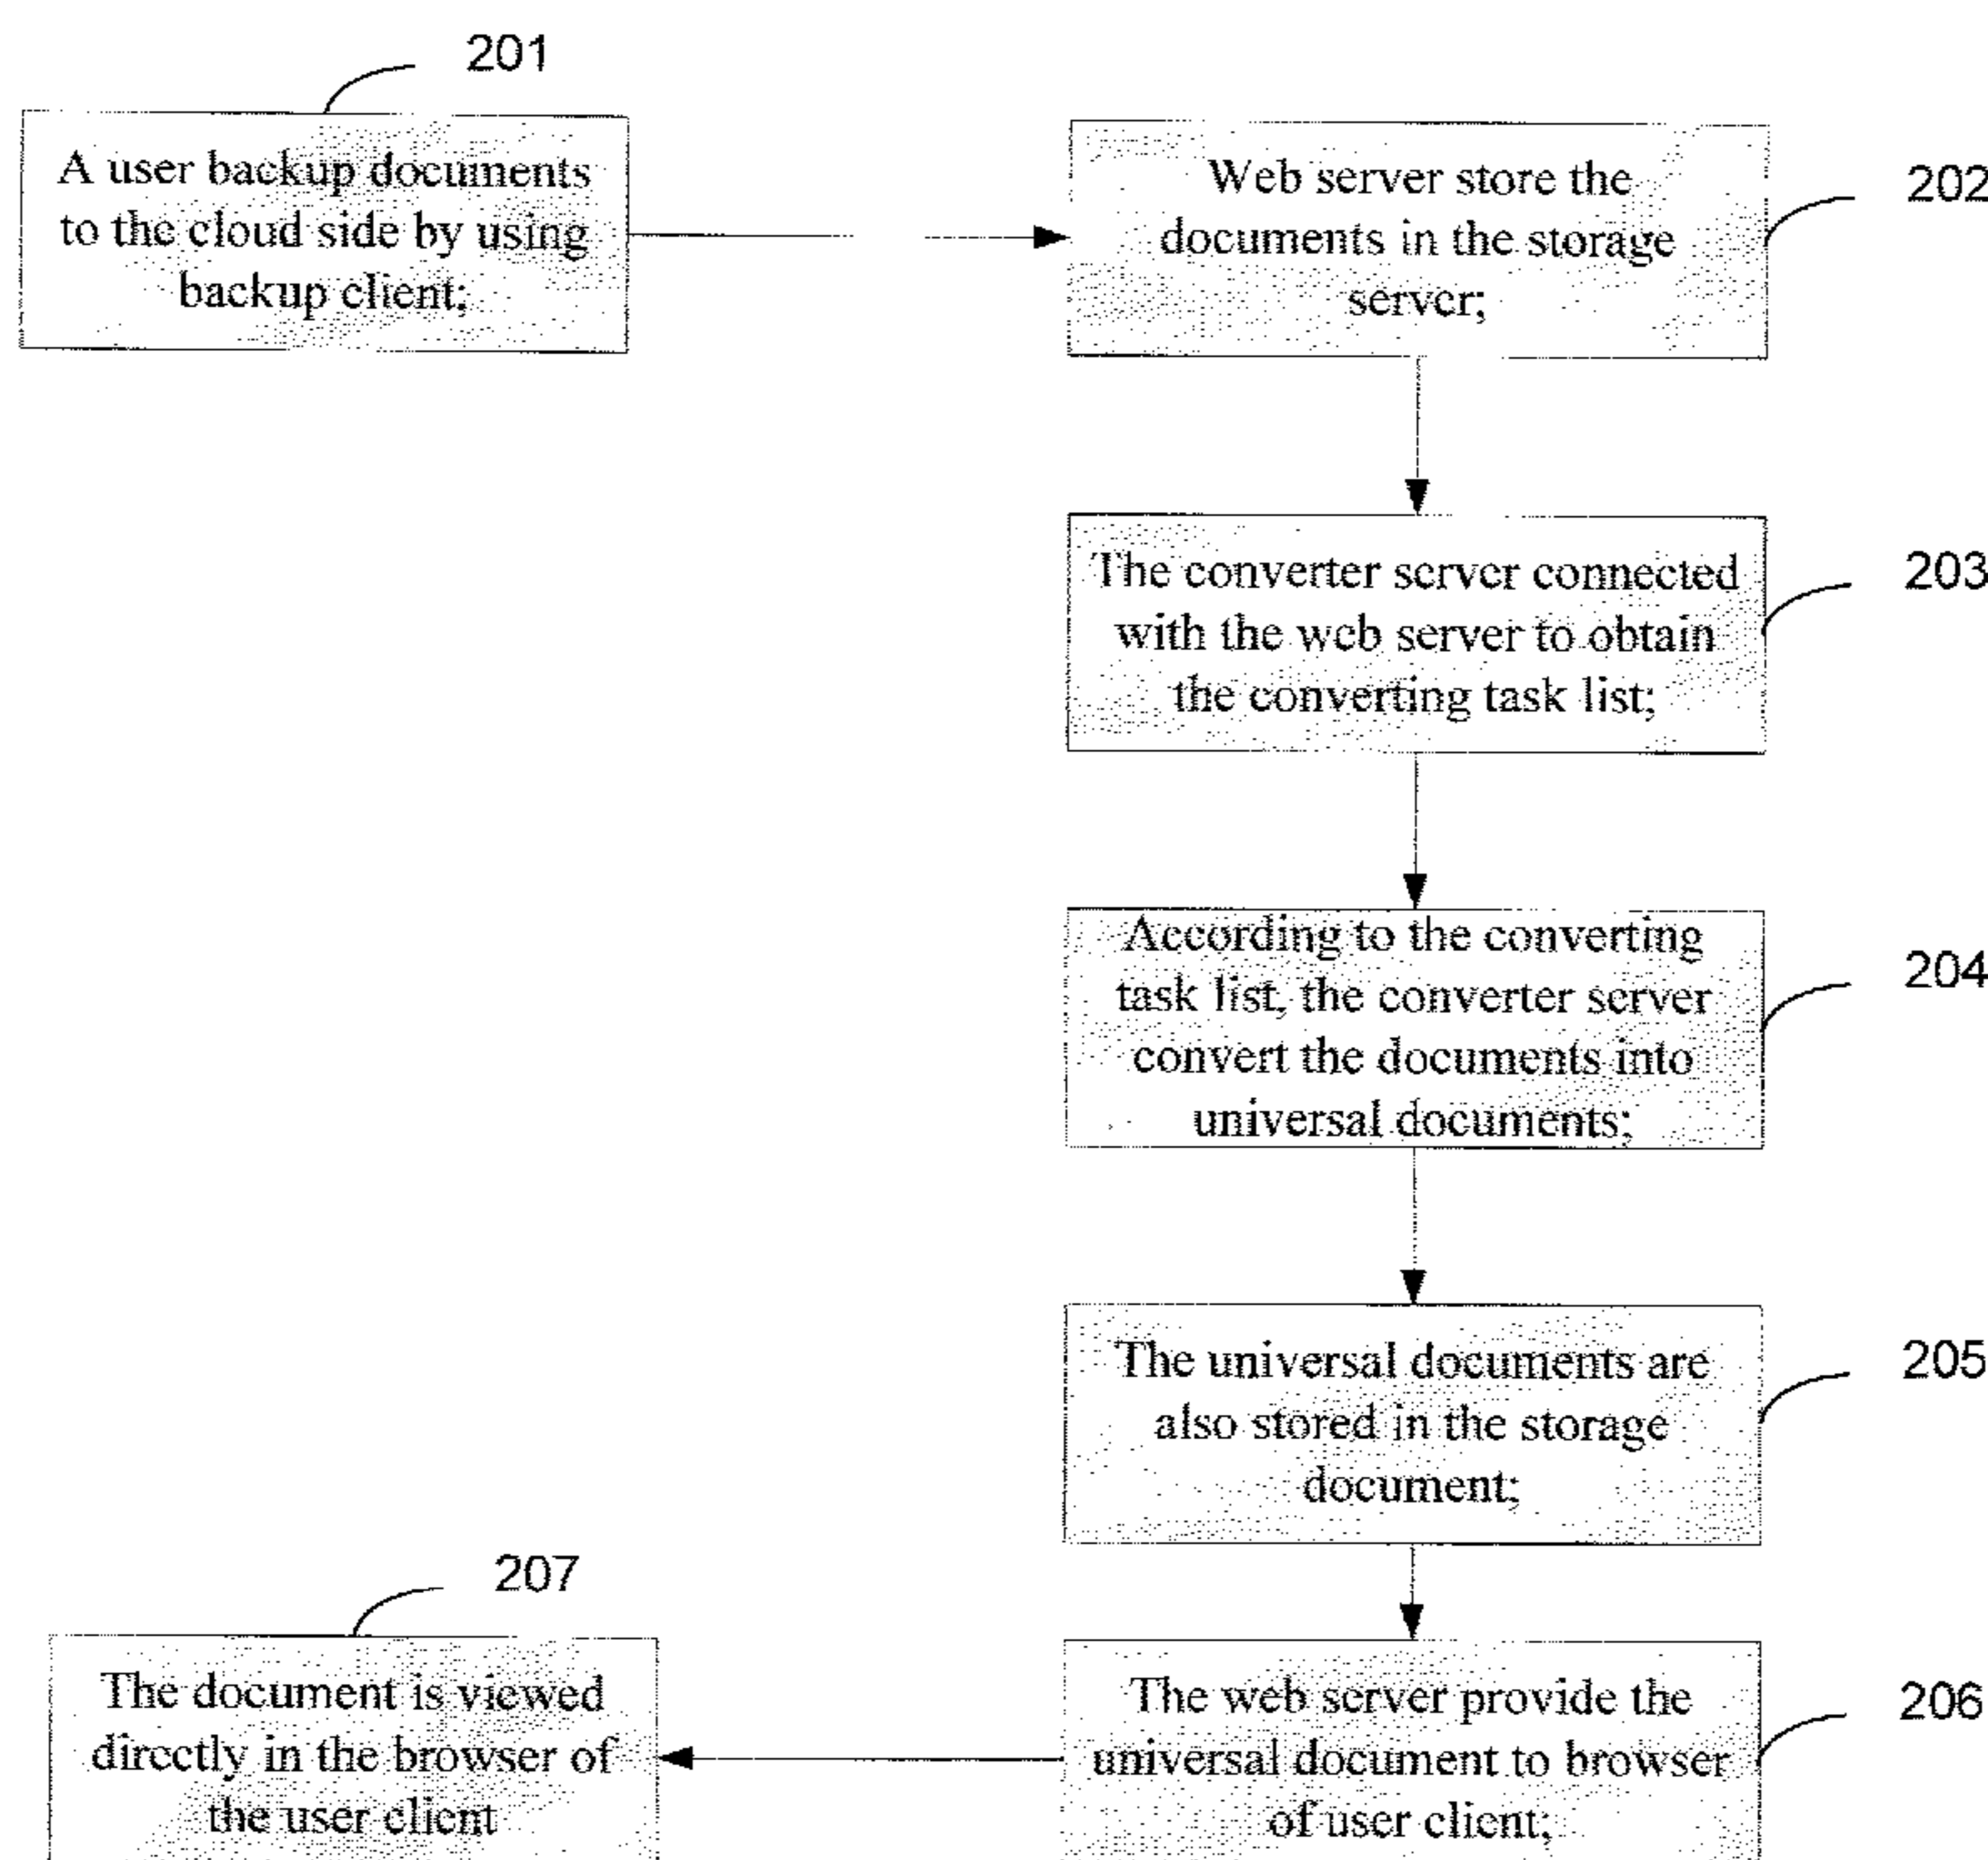 201
A user backup documents
to the cloud side by using
backup client;
Web server store the
documents in the storage
server;
202
The converter server connected
with the web server to obtain
the converting task list;
203
According to the converting
task list, the converter server
convert the documents into
universal documents;
204
The universal documents are
also stored in the storage
document;
205
The web server provide the
universal document to browser
of user client;
206
207
The document is viewed
directly in the browser of
the user client